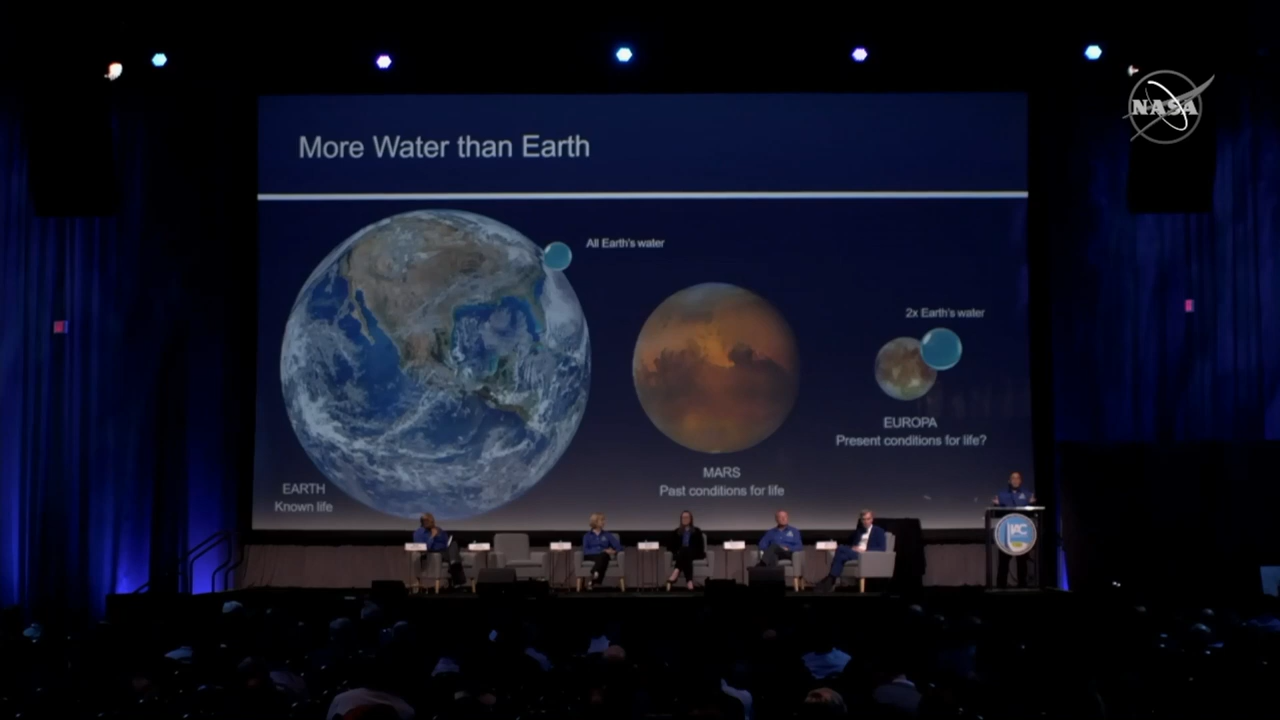 NASA
More Water than Earth
All Earth's water
2x Earth's water
EUROPA
Present conditions for life?
MARS
Past conditions for life
EARTH
Known life
IAC